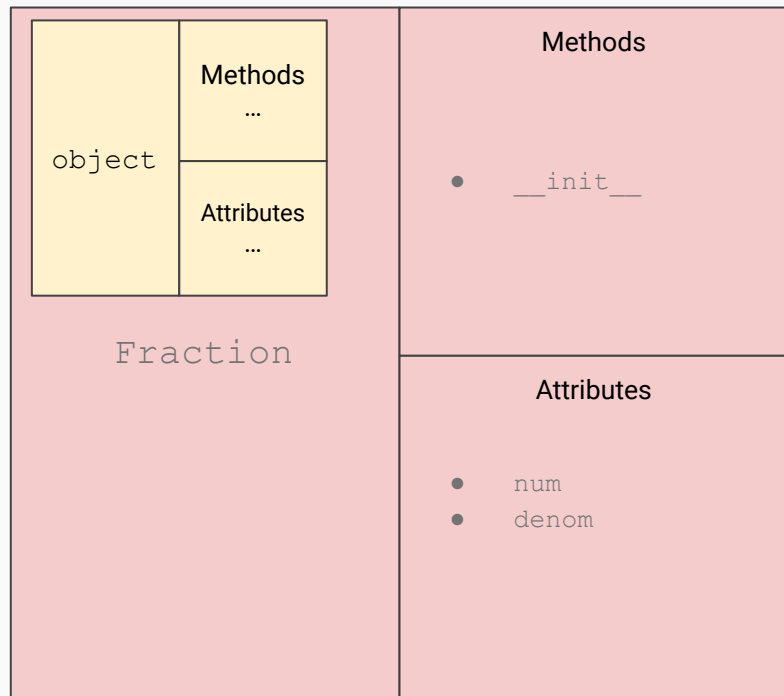 object
Methods
...
Attributes
...
Fraction
Methods
● __init__
Attributes
● num
● denom